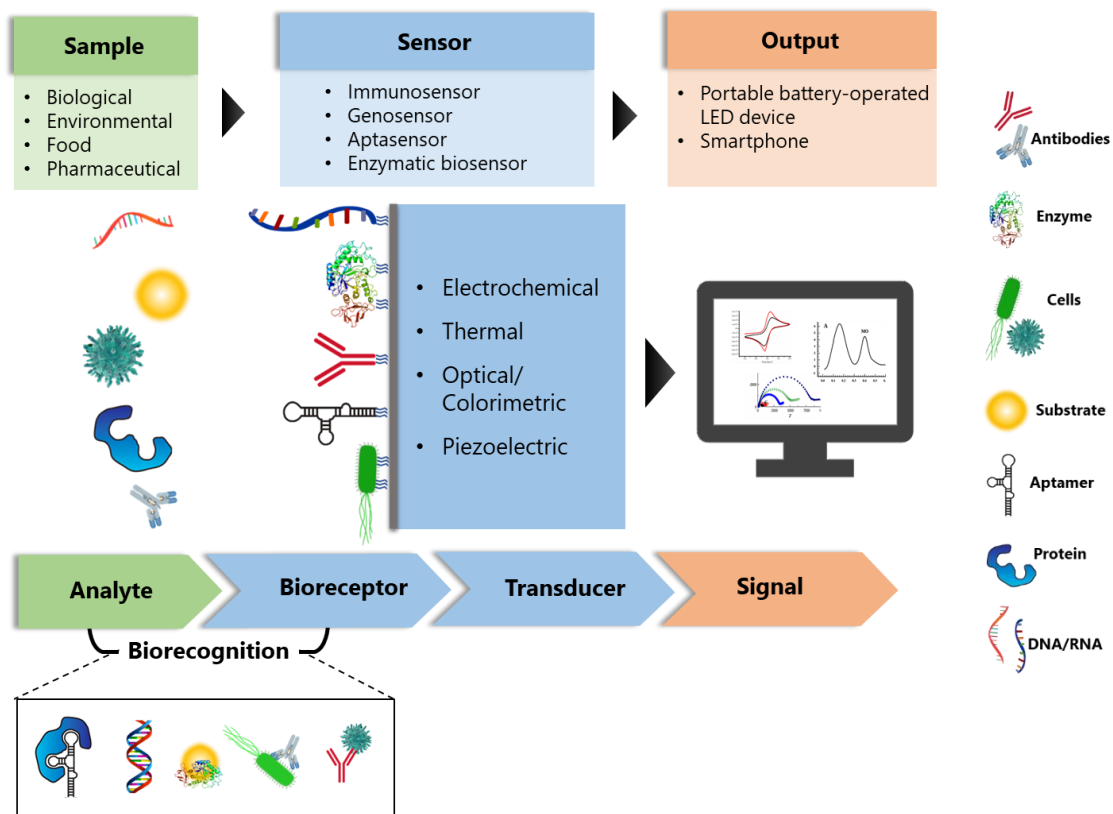 Sample
• Biological
• Environmental
• Food
• Pharmaceutical
Sensor
• Immunosensor
• Genosensor
• Aptasensor
• Enzymatic biosensor
Output
• Portable battery-operated
LED device
• Smartphone
• Electrochemical
• Thermal
• Optical/
Colorimetric
• Piezoelectric
A
MO
Antibodies
Enzyme
Cells
Substrate
Aptamer
Protein
DNA/RNA
Analyte
Bioreceptor
Transducer
Signal
Biorecognition